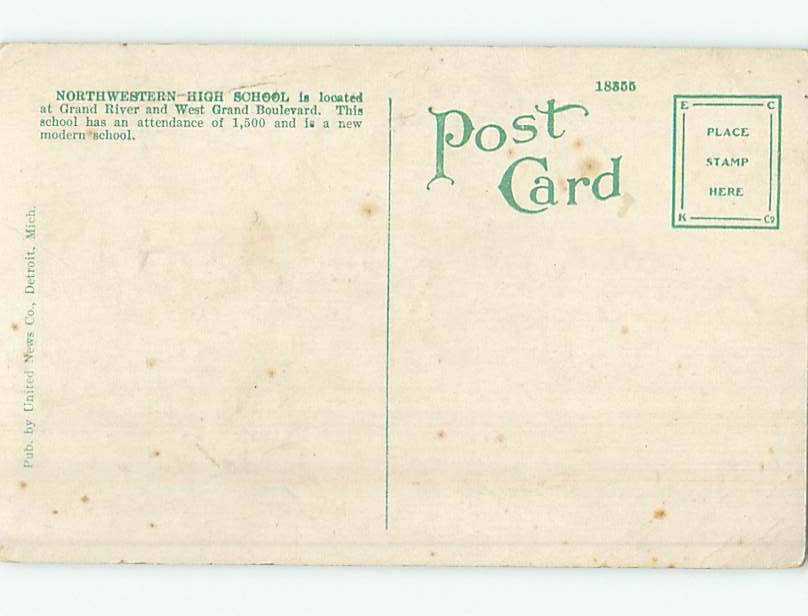 NORTHWESTERN HIGH SCHOOL is located
at Grand River and West Grand Boulevard. This
school has an attendance of 1,500 and is a new
modern school.
Pub. by United News Co., Detroit, Mich.
18355
Post
Card
E C
PLACE
STAMP
HERE
K Co